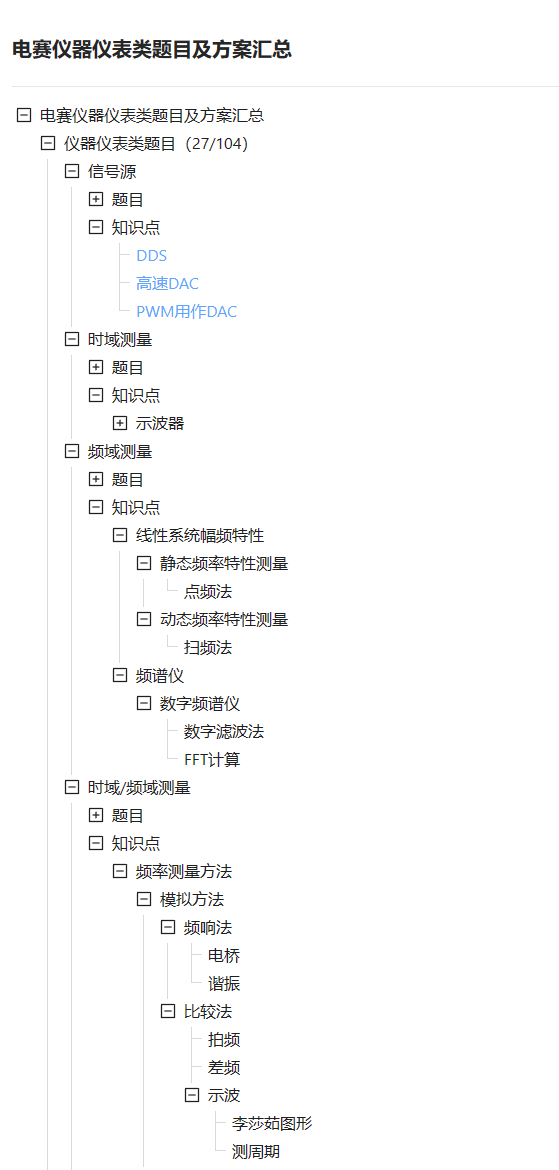 电赛仪器仪表类题目及方案汇总
电赛仪器仪表类题目及方案汇总
仪器仪表类题目（27/104）
信号源
题目
知识点
DDS
高速DAC
PWM用作DAC
时域测量
题目
知识点
示波器
频域测量
题目
知识点
线性系统幅频特性
静态频率特性测量
点频法
动态频率特性测量
扫频法
频谱仪
数字频谱仪
数字滤波法
FFT计算
时域/频域测量
题目
知识点
频率测量方法
模拟方法
频响法
电桥
谐振
比较法
拍频
差频
示波
李莎茹图形
测周期